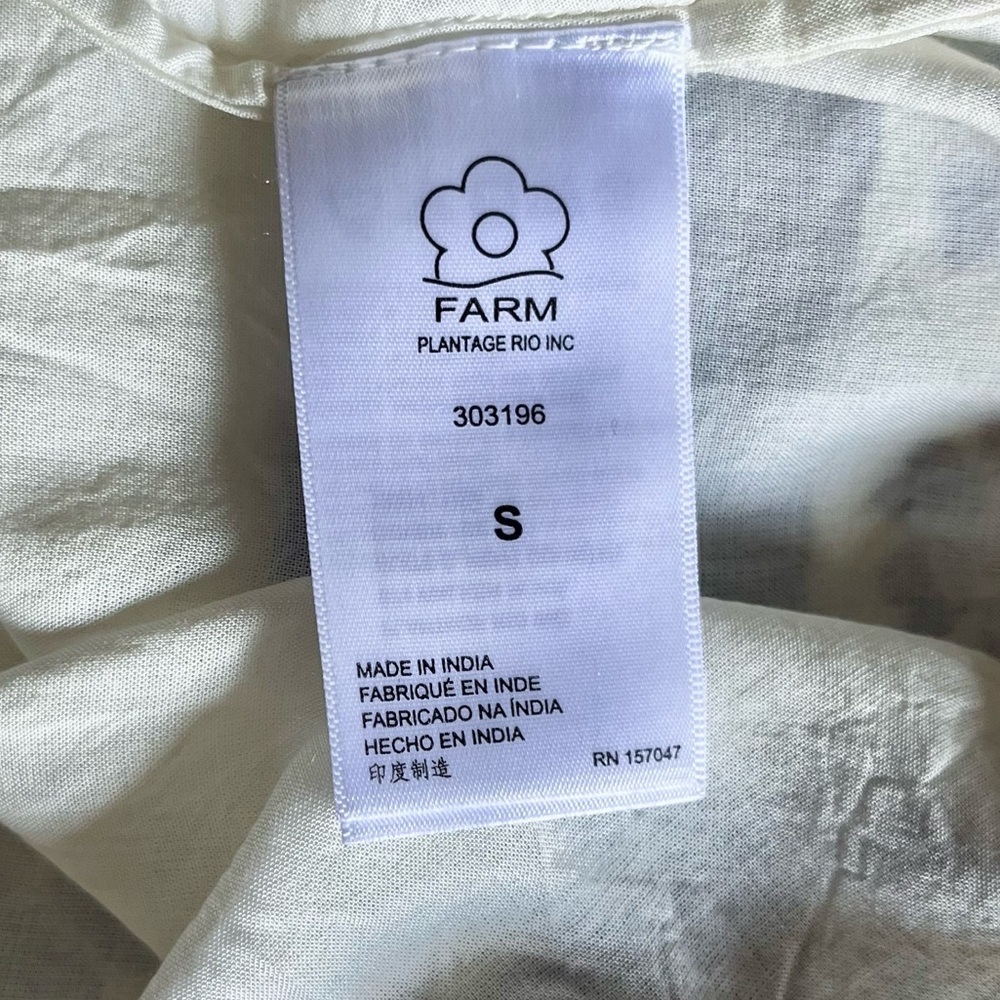 FARM
PLANTAGE RIO INC
303196
S
MADE IN INDIA
FABRIQUÉ EN INDE
FABRICADO NA ÍNDIA
HECHO EN INDIA
印度制造
RN 157047